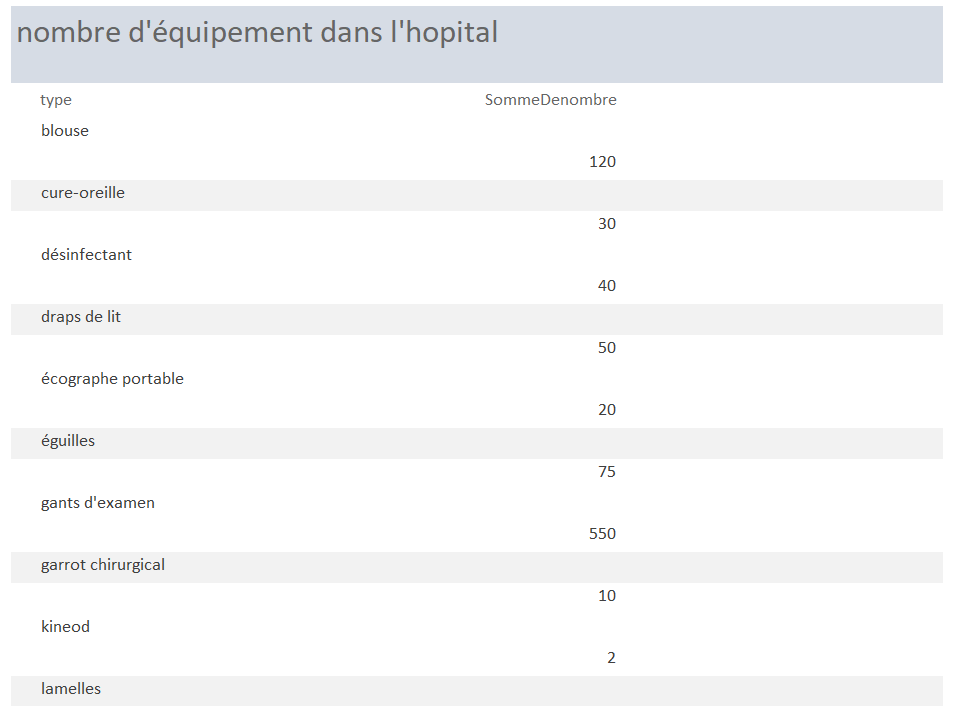 nombre d'équipement dans l'hopital
type SommeDenombre
blouse
120
cure-oreille
30
désinfectant
40
draps de lit
50
écographe portable
20
éguilles
75
gants d'examen
550
garrot chirurgical
10
kineod
2
lamelles